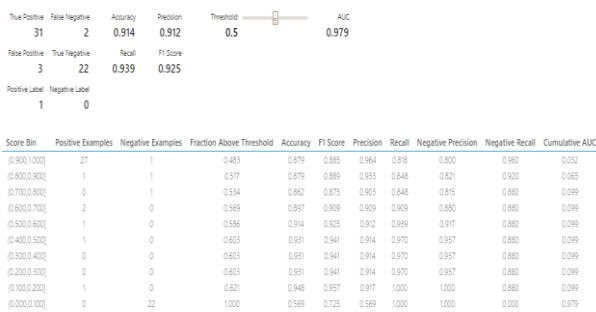 True Positive False Negative Accuracy Precision Threshold AUC
31 2 0.914 0.912 0.5 0.979
False Positive True Negative Recall F1 Score
3 22 0.939 0.925
Positive Label Negative Label
1 0
Score Bin Positive Examples Negative Examples Fraction Above Threshold Accuracy F1 Score Precision Recall Negative Precision Negative Recall Cumulative AUC
(0.900,1.000] 27 1 0.483 0.879 0.885 0.964 0.818 0.800 0.960 0.032
(0.800,0.900] 1 1 0.517 0.879 0.889 0.933 0.848 0.821 0.920 0.065
(0.700,0.800] 0 1 0.534 0.862 0.875 0.903 0.848 0.815 0.880 0.099
(0.600,0.700] 2 0 0.569 0.897 0.909 0.909 0.909 0.880 0.880 0.099
(0.500,0.600] 1 0 0.586 0.914 0.925 0.912 0.939 0.917 0.880 0.099
(0.400,0.500] 1 0 0.603 0.931 0.941 0.914 0.970 0.957 0.880 0.099
(0.300,0.400] 0 0 0.603 0.931 0.941 0.914 0.970 0.957 0.880 0.099
(0.200,0.300] 0 0 0.603 0.931 0.941 0.914 0.970 0.957 0.880 0.099
(0.100,0.200] 1 0 0.621 0.948 0.957 0.917 1.000 1.000 0.880 0.099
(0.000,0.100] 0 22 1.000 0.569 0.725 0.569 1.000 1.000 0.000 0.979